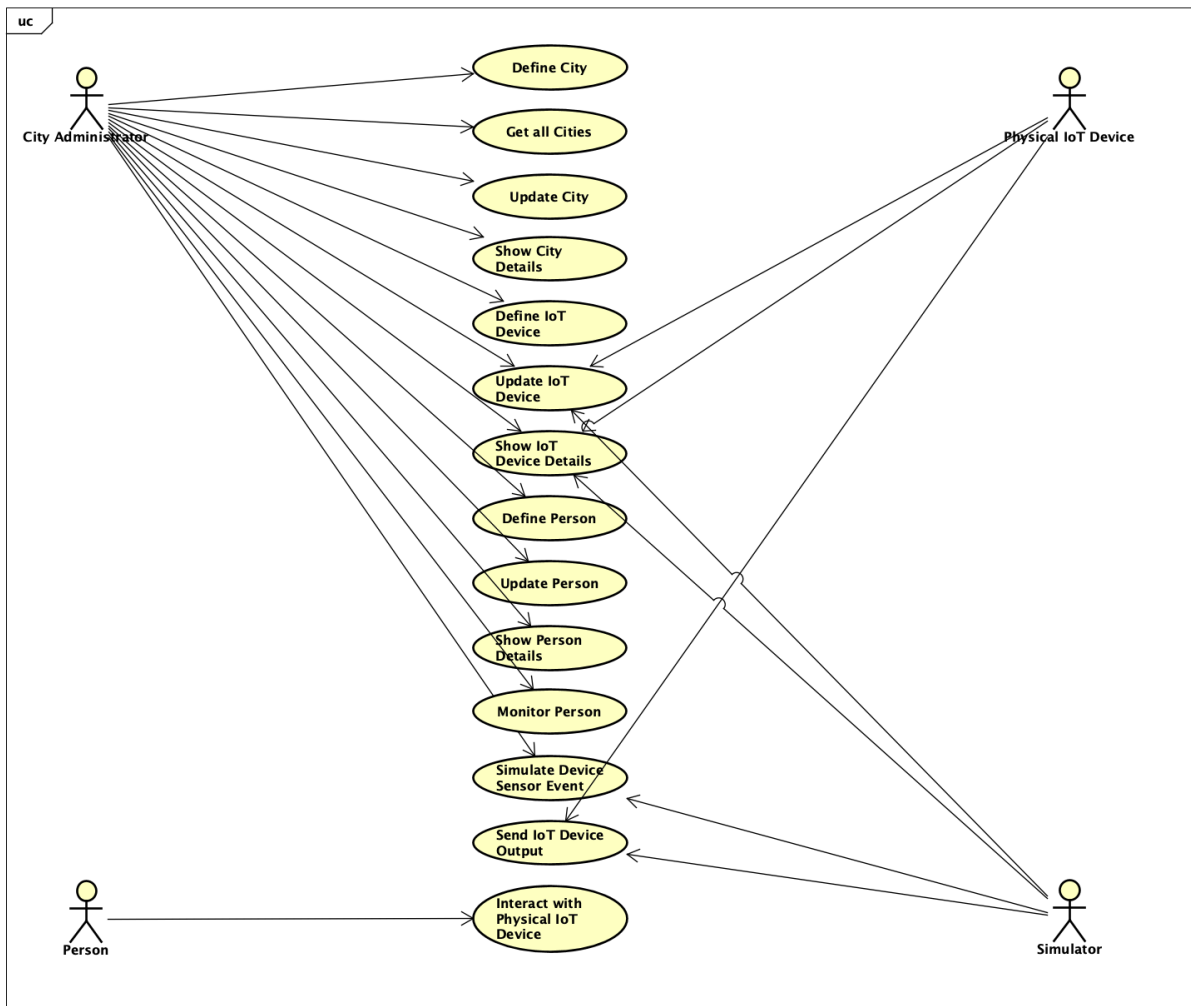 uc
City Administrator
Define City
Get all Cities
Update City
Show City
Details
Define IoT
Device
Update IoT
Device
Show IoT
Device Details
Define Person
Update Person
Show Person
Details
Monitor Person
Simulate Device
Sensor Event
Send IoT Device
Output
Interact with
Physical IoT
Device
Physical IoT Device
Person
Simulator